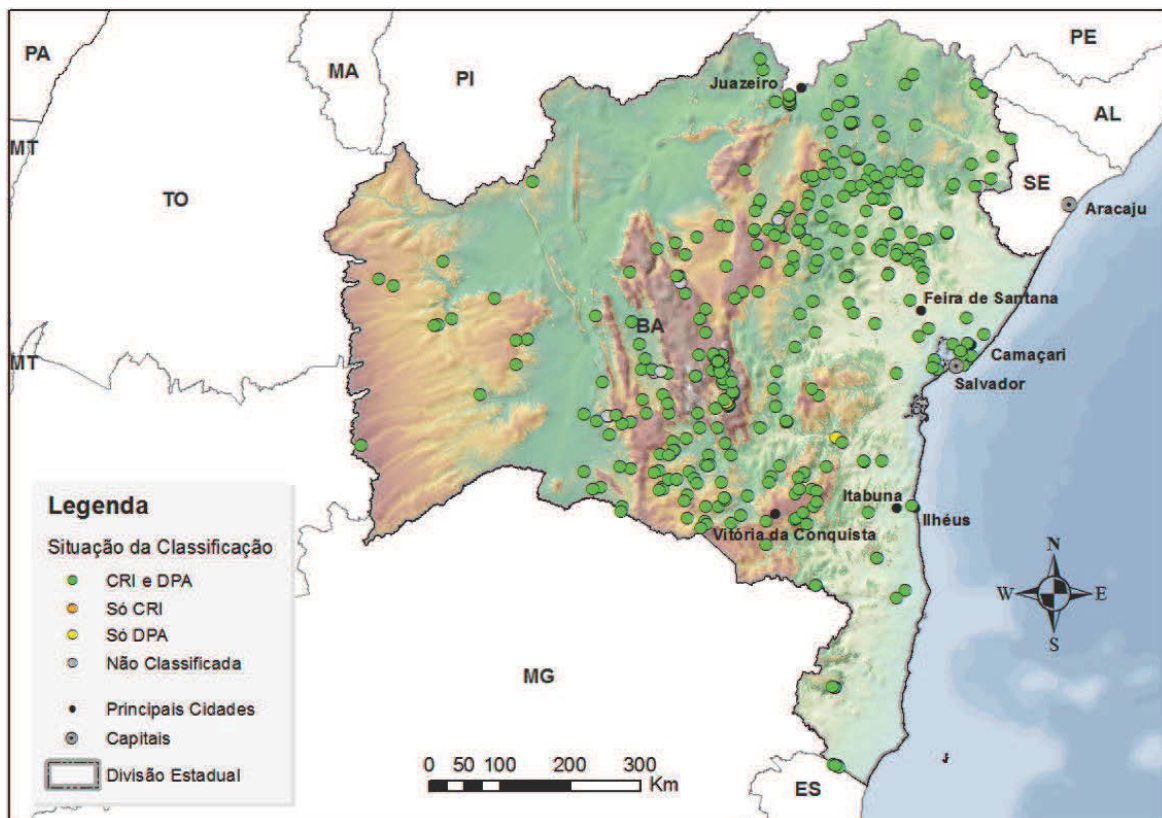 PA
MA
PI
PE
Juazeiro
AL
MT
TO
SE
Aracaju
Feira de Santana
BA
MT
Camaçari
Salvador
Itabuna
Ilhéus
Vitória da Conquista
Legenda
Situação da Classificação
CRI e DPA
Só CRI
Só DPA
Não Classificada
Principais Cidades
Capitais
Divisão Estadual
N
W
E
S
MG
0 50 100 200 300
Km
ES